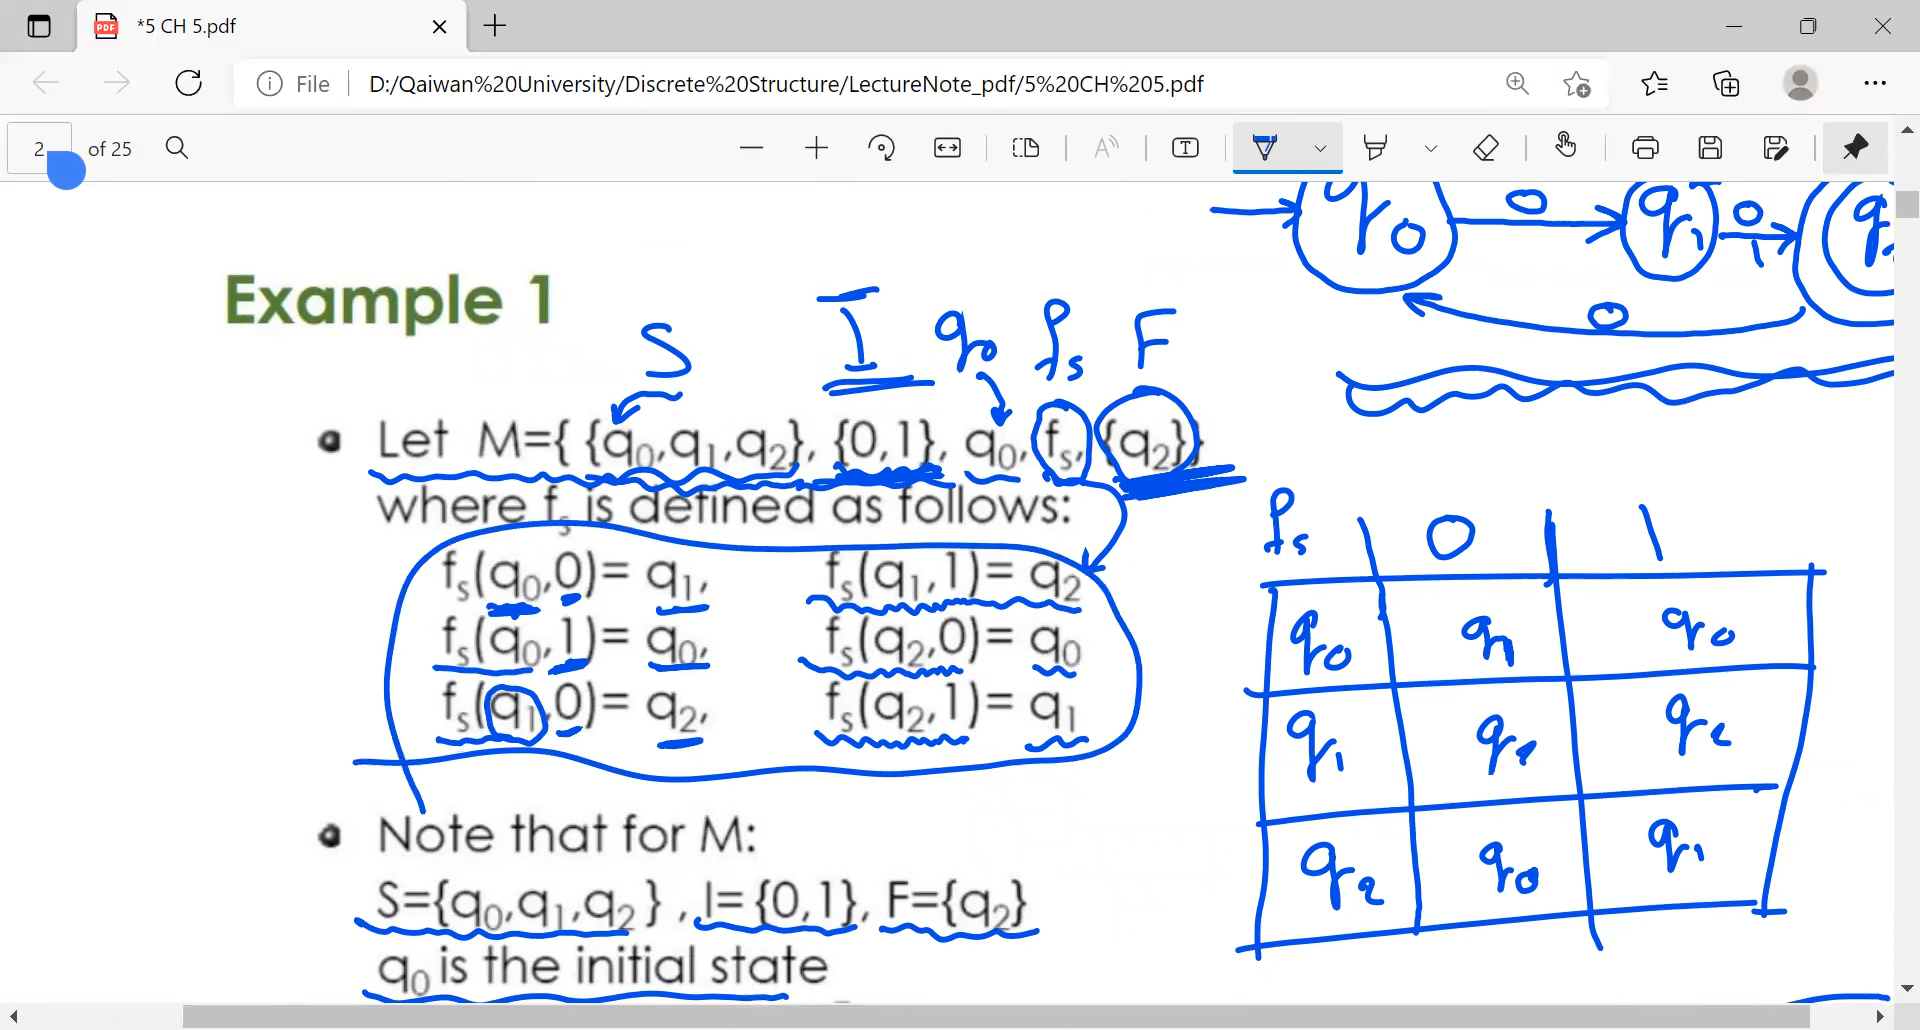 *5 CH 5.pdf
File D:/Qaiwan%20University/Discrete%20Structure/LectureNote_pdf/5%20CH%205.pdf
2 of 25
q0 0 q1 0
1
0
Example 1
S I q0 fs F
Let M={ {q0,q1,q2}, {0,1}, q0, fs, {q2}}
where fs is defined as follows:
fs(q0,0)= q1, fs(q1,1)= q2
fs(q0,1)= q0, fs(q2,0)= q0
fs(q1,0)= q2, fs(q2,1)= q1
fs 0 1
q0 q1 q0
q1 q2 q2
q2 q0 q1
Note that for M:
S={q0,q1,q2} , I= {0,1}, F={q2}
q0 is the initial state